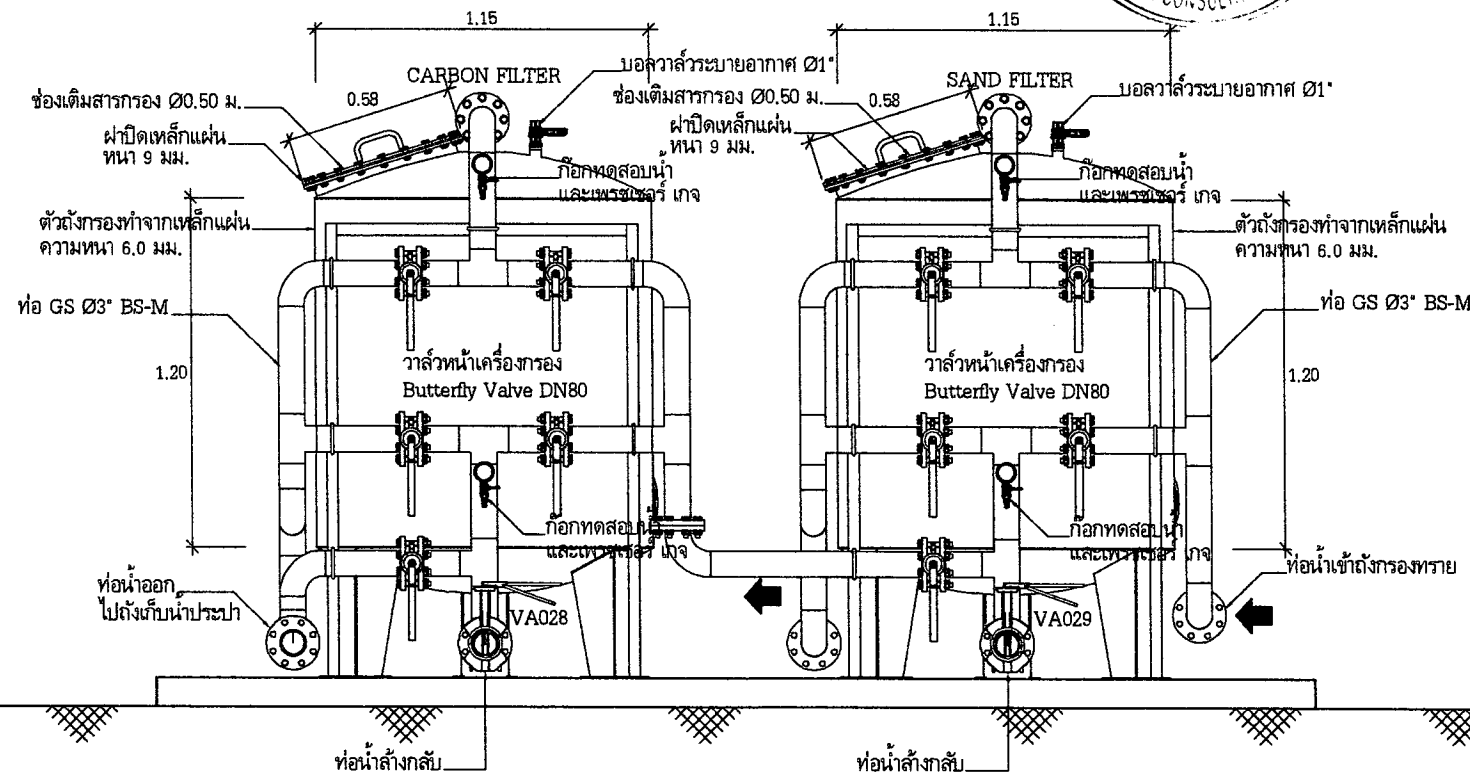 CONSUL
1.15
1.15
CARBON FILTER
บอลวาล์วระบายอากาศ Ø1"
SAND FILTER
บอลวาล์วระบายอากาศ Ø1"
ช่องเติมสารกรอง Ø0.50 ม.
0.58
ช่องเติมสารกรอง Ø0.50 ม.
0.58
ฝาปิดเหล็กแผ่น
หนา 9 มม.
ฝาปิดเหล็กแผ่น
หนา 9 มม.
ก๊อกทดสอบน้ำ
และเพรชเชอร์ เกจ
ก๊อกทดสอบน้ำ
และเพรชเชอร์ เกจ
ตัวถังกรองทำจากเหล็กแผ่น
ความหนา 6.0 มม.
ตัวถังกรองทำจากเหล็กแผ่น
ความหนา 6.0 มม.
ท่อ GS Ø3" BS-M
ท่อ GS Ø3" BS-M
1.20
วาล์วหน้าเครื่องกรอง
Butterfly Valve DN80
วาล์วหน้าเครื่องกรอง
Butterfly Valve DN80
1.20
ก๊อกทดสอบน้ำ
และเพรชเชอร์ เกจ
ก๊อกทดสอบน้ำ
และเพรชเชอร์ เกจ
ท่อน้ำออก
ไปถังเก็บน้ำประปา
VA028
VA029
ท่อน้ำเข้าถังกรองทราย
ท่อน้ำล้างกลับ
ท่อน้ำล้างกลับ